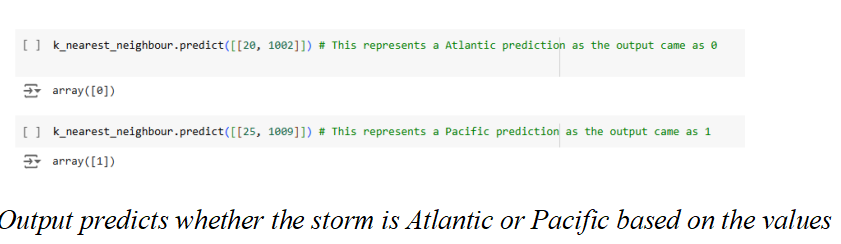 [ ] k_nearest_neighbour.predict([[20, 1002]]) # This represents a Atlantic prediction as the output came as 0
array([0])
[ ] k_nearest_neighbour.predict([[25, 1009]]) # This represents a Pacific prediction as the output came as 1
array([1])
Output predicts whether the storm is Atlantic or Pacific based on the values